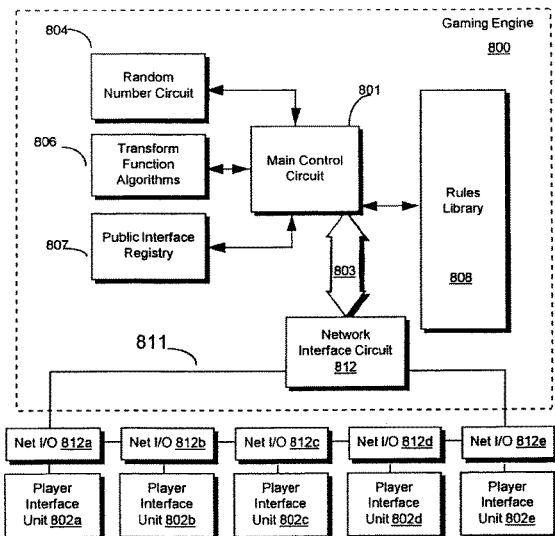 Gaming Engine
800
804
Random
Number Circuit
801
806
Transform
Function
Algorithms
Main Control
Circuit
Rules
Library
807
Public Interface
Registry
803
808
811
Network
Interface Circuit
812
Net I/O 812a
Net I/O 812b
Net I/O 812c
Net I/O 812d
Net I/O 812e
Player
Interface
Unit 802a
Player
Interface
Unit 802b
Player
Interface
Unit 802c
Player
Interface
Unit 802d
Player
Interface
Unit 802e